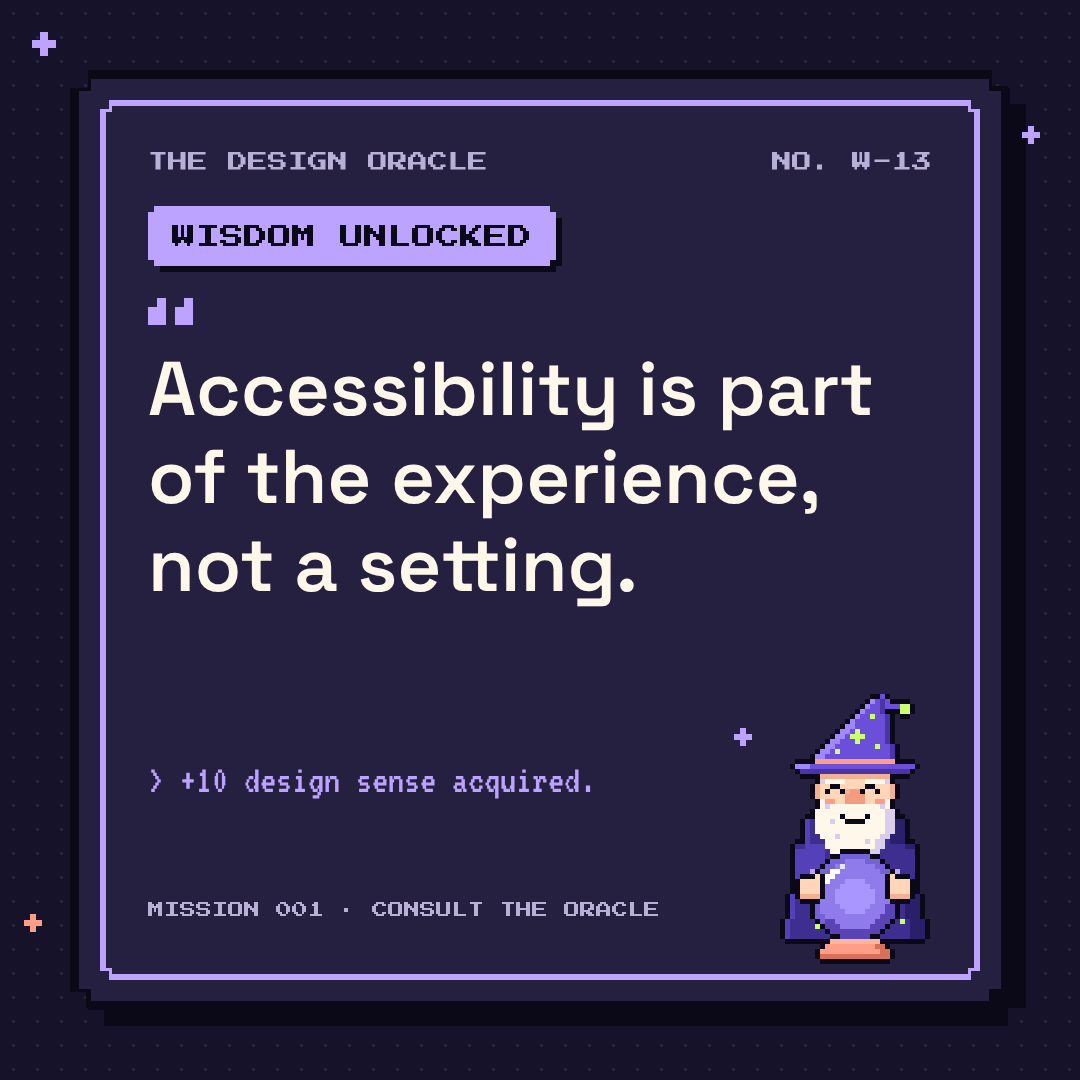 THE DESIGN ORACLE
NO. W-13
WISDOM UNLOCKED
"
Accessibility is part
of the experience,
not a setting.
> +10 design sense acquired.
MISSION 001 · CONSULT THE ORACLE